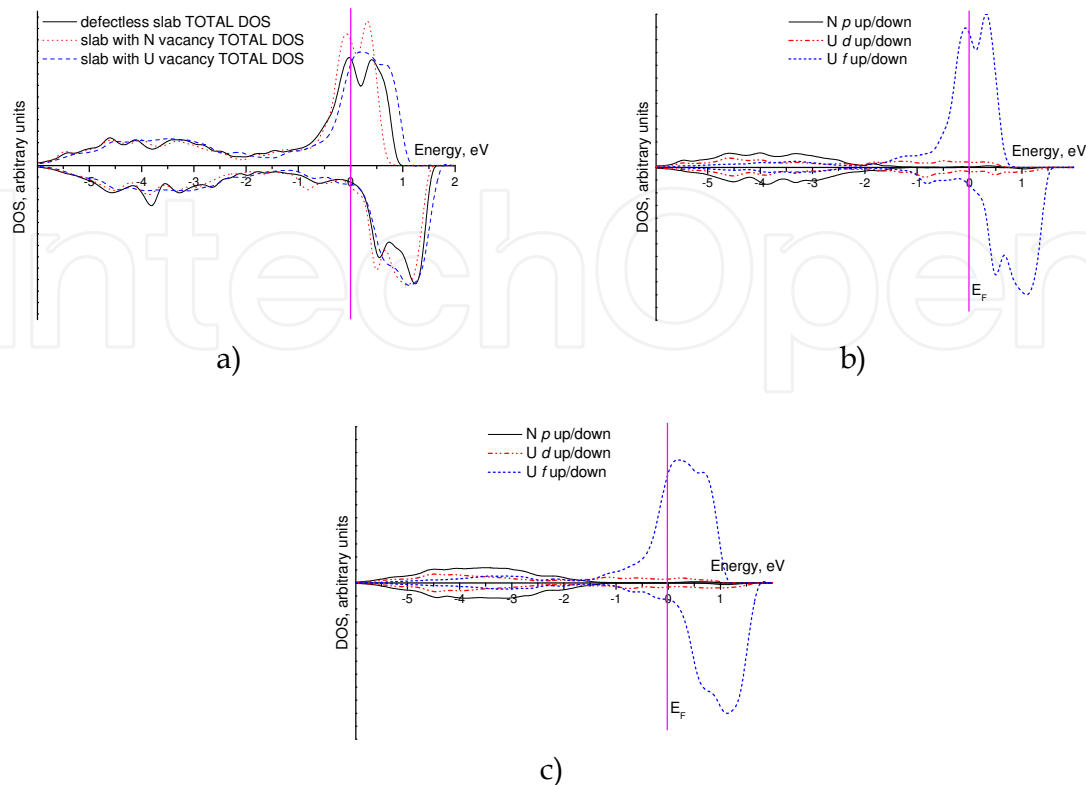 defectless slab TOTAL DOS
slab with N vacancy TOTAL DOS
slab with U vacancy TOTAL DOS
DOS, arbitrary units
Energy, eV
-5 -4 -3 -2 -1 0 1 2
a)
N p up/down
U d up/down
U f up/down
DOS, arbitrary units
Energy, eV
-5 -4 -3 -2 -1 0 1
E_F
b)
N p up/down
U d up/down
U f up/down
DOS, arbitrary units
Energy, eV
-5 -4 -3 -2 -1 0 1
E_F
c)
IntechOpen